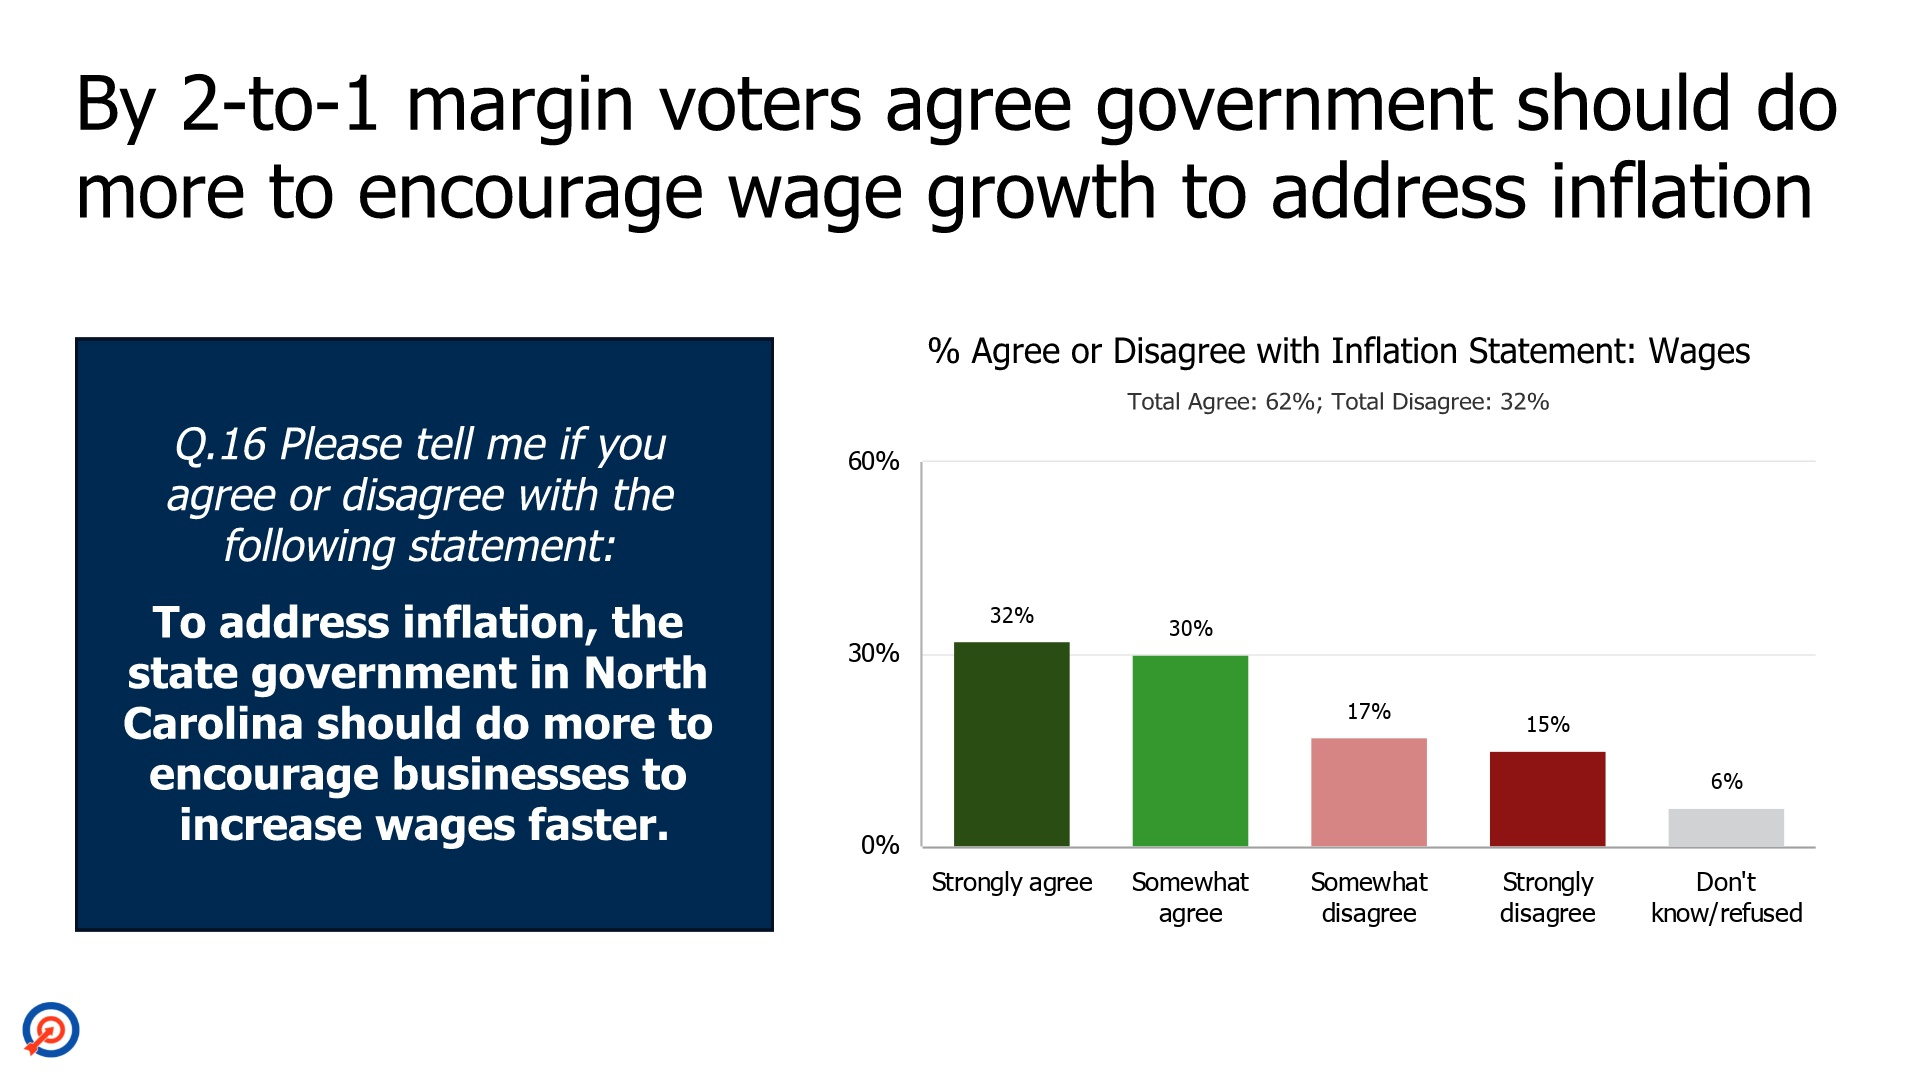 By 2-to-1 margin voters agree government should do
more to encourage wage growth to address inflation
Q.16 Please tell me if you
agree or disagree with the
following statement:
To address inflation, the
state government in North
Carolina should do more to
encourage businesses to
increase wages faster.
% Agree or Disagree with Inflation Statement: Wages
Total Agree: 62%; Total Disagree: 32%
60%
30%
0%
32%
30%
17%
15%
6%
Strongly agree
Somewhat
agree
Somewhat
disagree
Strongly
disagree
Don't
know/refused